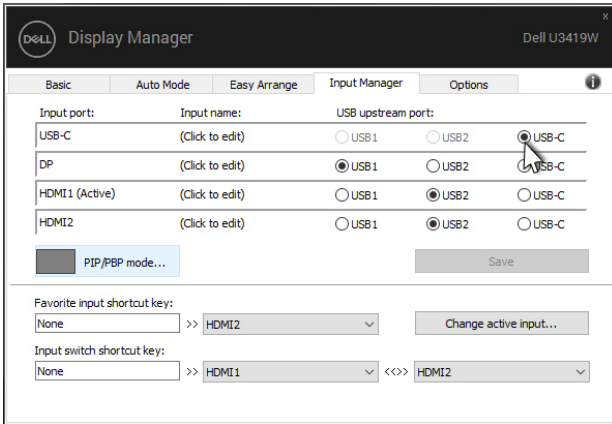 x
DELL Display Manager Dell U3419W
Basic Auto Mode Easy Arrange Input Manager Options i
Input port: Input name: USB upstream port:
USB-C (Click to edit) USB1 USB2 USB-C
DP (Click to edit) USB1 USB2 USB-C
HDMI1 (Active) (Click to edit) USB1 USB2 USB-C
HDMI2 (Click to edit) USB1 USB2 USB-C
PIP/PBP mode... Save
Favorite input shortcut key:
None >> HDMI2 Change active input...
Input switch shortcut key:
None >> HDMI1 <<>> HDMI2